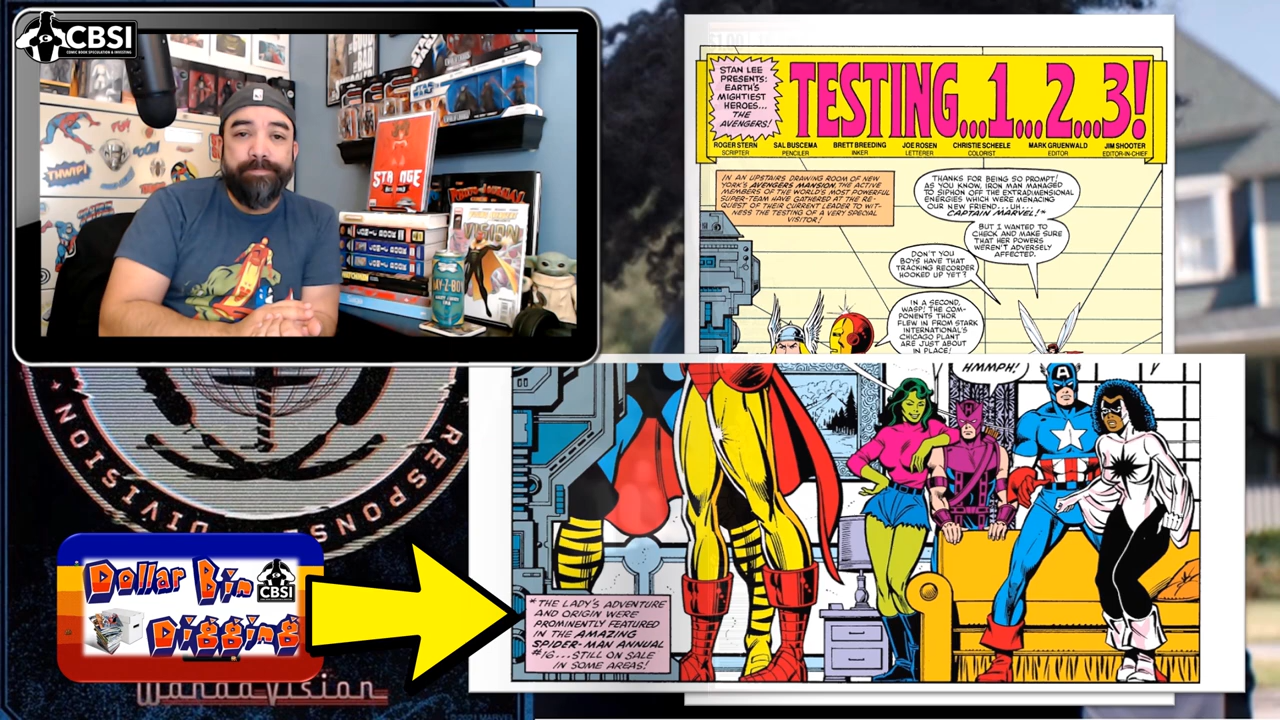 CBSI
COMIC BOOK SPECULATION & INVESTING
THWIP!
STRANGE
VISION
STAN LEE
PRESENTS:
EARTH'S
MIGHTIEST
HEROES...
THE
AVENGERS!
TESTING...1...2...3!
ROGER STERN
SCRIPTER
SAL BUSCEMA
PENCILER
BRETT BREEDING
INKER
JOE ROSEN
LETTERER
CHRISTIE SCHEELE
COLORIST
MARK GRUENWALD
EDITOR
JIM SHOOTER
EDITOR-IN-CHIEF
IN AN UPSTAIRS DRAWING ROOM OF NEW
YORK'S AVENGERS MANSION, THE ACTIVE
MEMBERS OF THE WORLD'S MOST POWERFUL
SUPER-TEAM HAVE GATHERED AT THE RE-
QUEST OF THEIR CURRENT LEADER TO WIT-
NESS THE TESTING OF A VERY SPECIAL
VISITOR!
THANKS FOR BEING SO PROMPT!
AS YOU KNOW, IRON MAN MANAGED
TO SIPHON OFF THE EXTRADIMENSIONAL
ENERGIES WHICH WERE MENACING
OUR NEW FRIEND...UH...
CAPTAIN MARVEL!*
BUT I WANTED TO
CHECK AND MAKE SURE
THAT HER POWERS
WEREN'T ADVERSELY
AFFECTED.
DON'T YOU
BOYS HAVE THAT
TRACKING RECORDER
HOOKED UP YET?
IN A SECOND,
WASP! THE COM-
PONENTS THOR
FLEW IN FROM STARK
INTERNATIONAL'S
CHICAGO PLANT
ARE JUST ABOUT
IN PLACE!
HMMPH!
A
RESPONSE
DIVISION
Dollar Bin
CBSI
Digging
WandaVision
* THE LADY'S ADVENTURE
AND ORIGIN WERE
PROMINENTLY FEATURED
IN THE AMAZING
SPIDER-MAN ANNUAL
#16...STILL ON SALE
IN SOME AREAS!